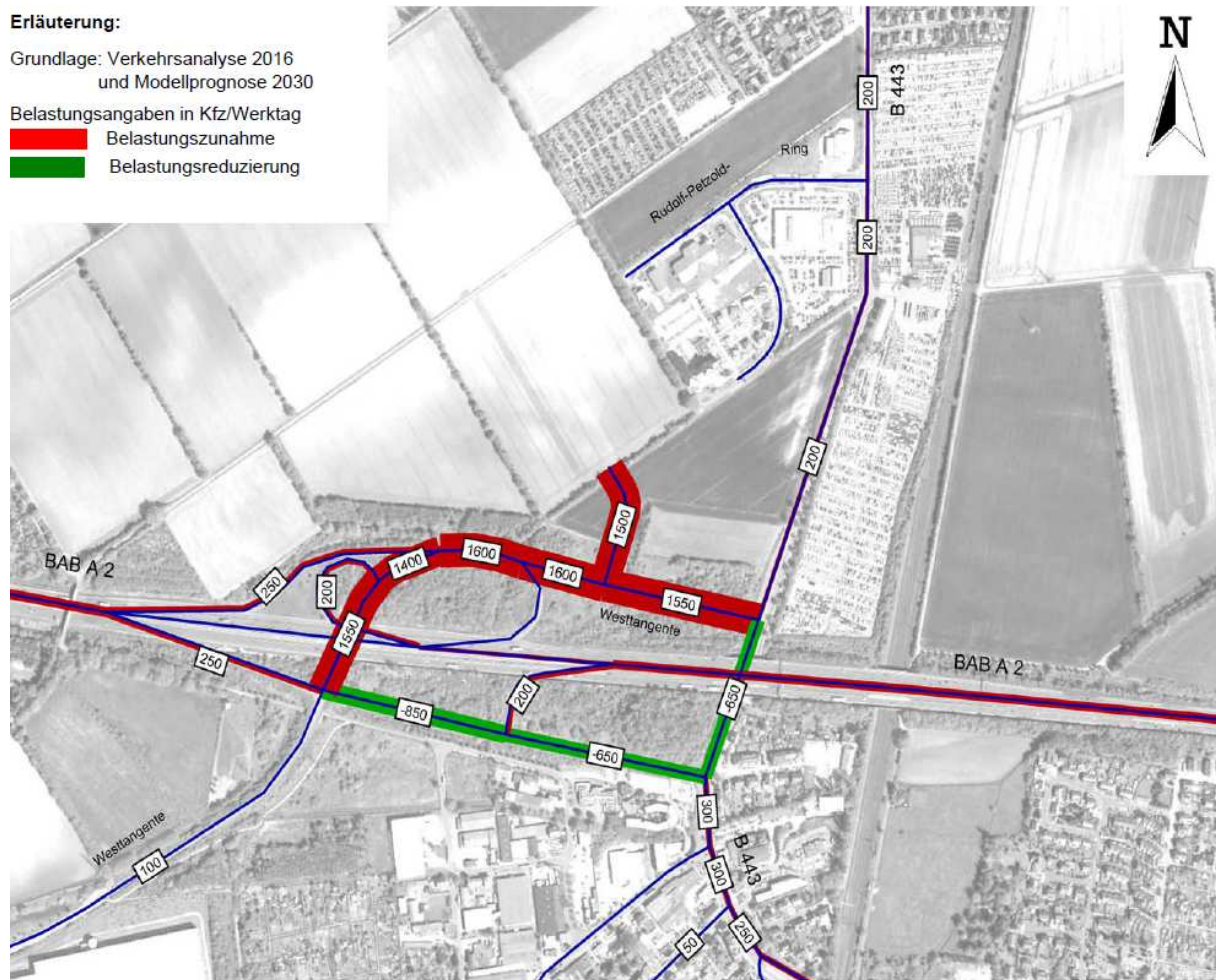 Erläuterung:
Grundlage: Verkehrsanalyse 2016
und Modellprognose 2030
Belastungsangaben in Kfz/Werktag
Belastungszunahme
Belastungsreduzierung
N
B 443
200
Ring
Rudolf-Petzold-
200
200
1500
BAB A 2
250
200
1400
1600
1600
1550
Westtangente
1550
250
BAB A 2
-850
200
-650
-650
300
B 443
300
Westtangente
100
50
250